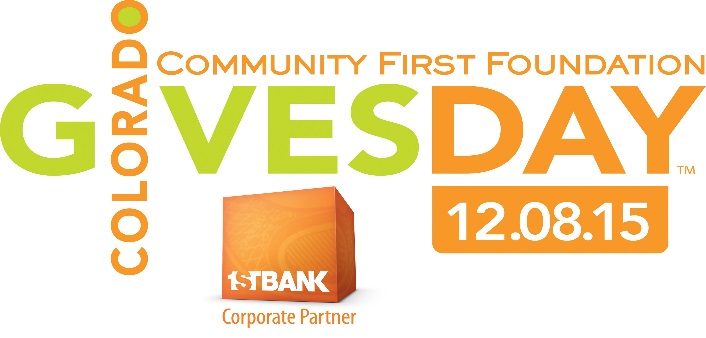 COLORADO
COMMUNITY FIRST FOUNDATION
GIVESDAY™
12.08.15
1STBANK
Corporate Partner